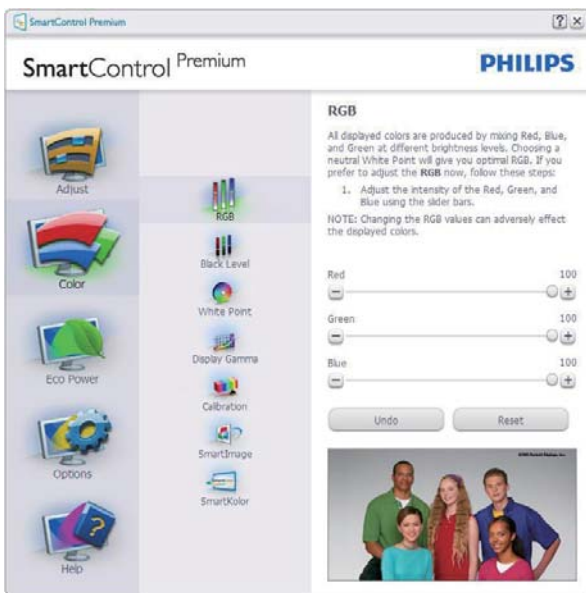 SmartControl Premium
SmartControl Premium
PHILIPS
Adjust
Color
Eco Power
Options
Help
RGB
Black Level
White Point
Display Gamma
Calibration
SmartImage
SmartKolor
RGB
All displayed colors are produced by mixing Red, Blue,
and Green at different brightness levels. Choosing a
neutral White Point will give you optimal RGB. If you
prefer to adjust the RGB now, follow these steps:
1. Adjust the intensity of the Red, Green, and
Blue using the slider bars.
NOTE: Changing the RGB values can adversely effect
the displayed colors.
Red 100
Green 100
Blue 100
Undo Reset